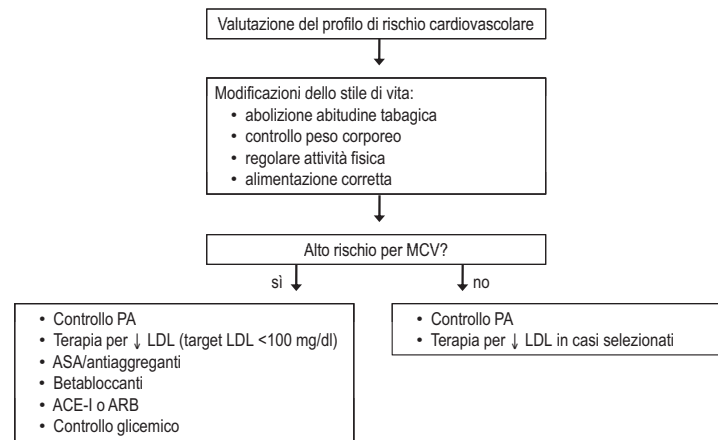 Valutazione del profilo di rischio cardiovascolare
Modificazioni dello stile di vita:
• abolizione abitudine tabagica
• controllo peso corporeo
• regolare attività fisica
• alimentazione corretta
Alto rischio per MCV?
sì
no
• Controllo PA
• Terapia per ↓ LDL (target LDL <100 mg/dl)
• ASA/antiaggreganti
• Betabloccanti
• ACE-I o ARB
• Controllo glicemico
• Controllo PA
• Terapia per ↓ LDL in casi selezionati